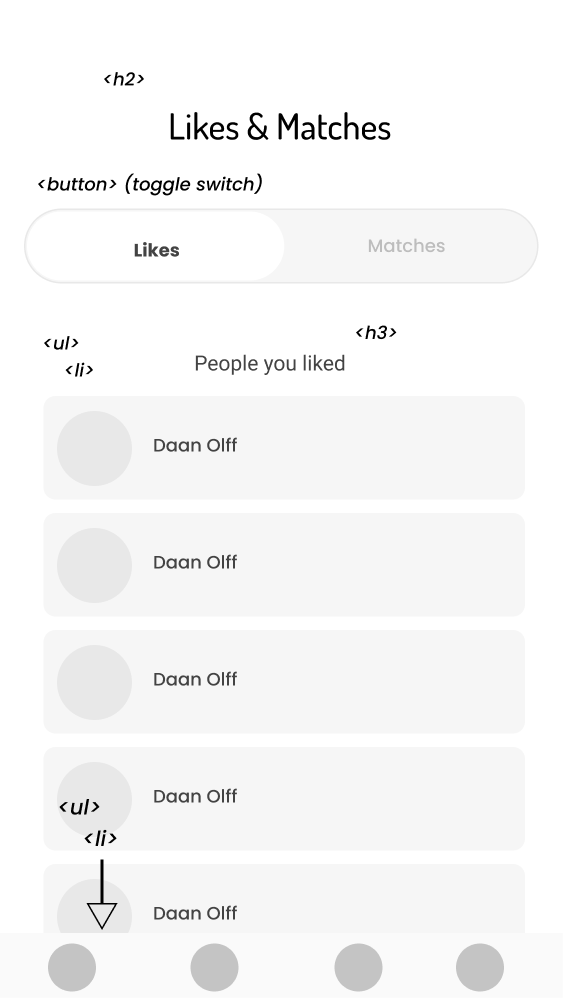 <h2>
Likes & Matches
<button> (toggle switch)
Likes Matches
<h3>
<ul>
<li>
People you liked
Daan Olff
Daan Olff
Daan Olff
Daan Olff
<ul>
<li>
Daan Olff